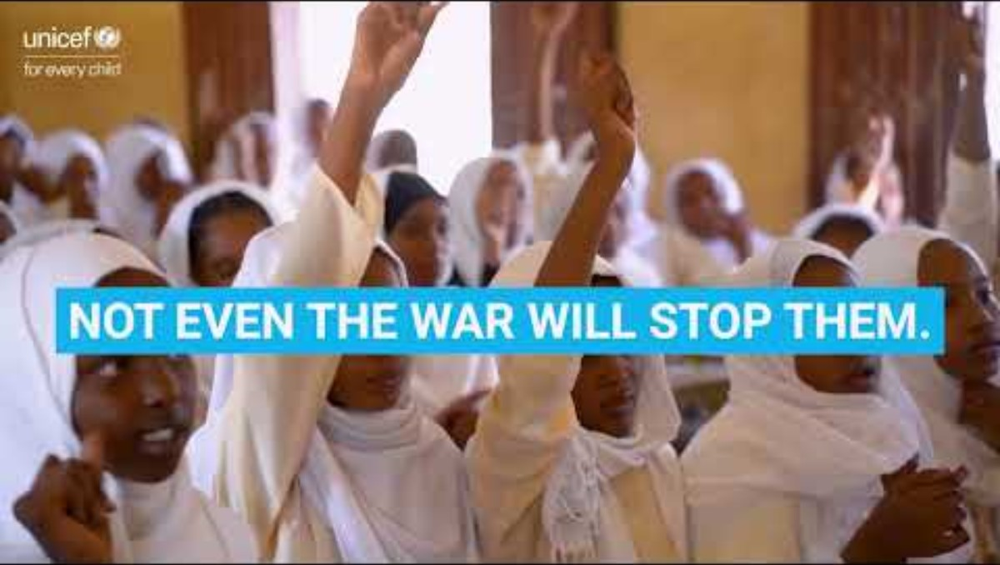 unicef
for every child
NOT EVEN THE WAR WILL STOP THEM.